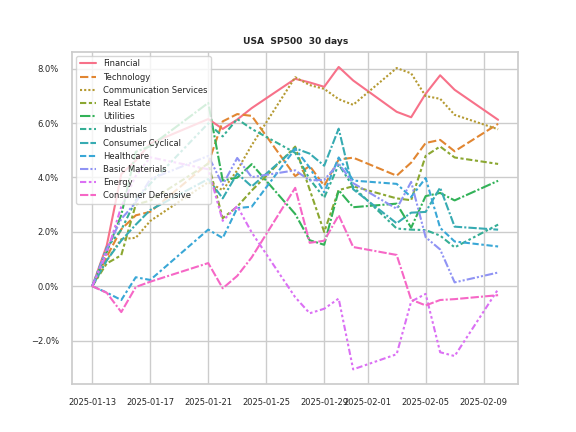 USA SP500 30 days
8.0%
6.0%
4.0%
2.0%
0.0%
−2.0%
Financial
Technology
Communication Services
Real Estate
Utilities
Industrials
Consumer Cyclical
Healthcare
Basic Materials
Energy
Consumer Defensive
2025-01-13 2025-01-17 2025-01-21 2025-01-25 2025-01-29 2025-02-01 2025-02-05 2025-02-09